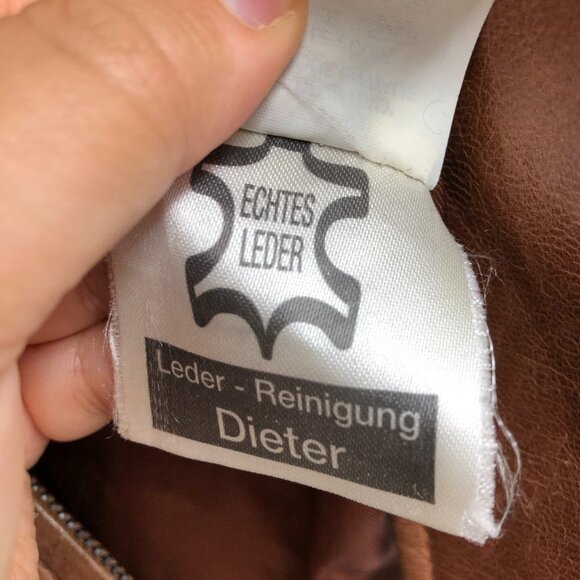 ECHTES
LEDER
Leder - Reinigung
Dieter